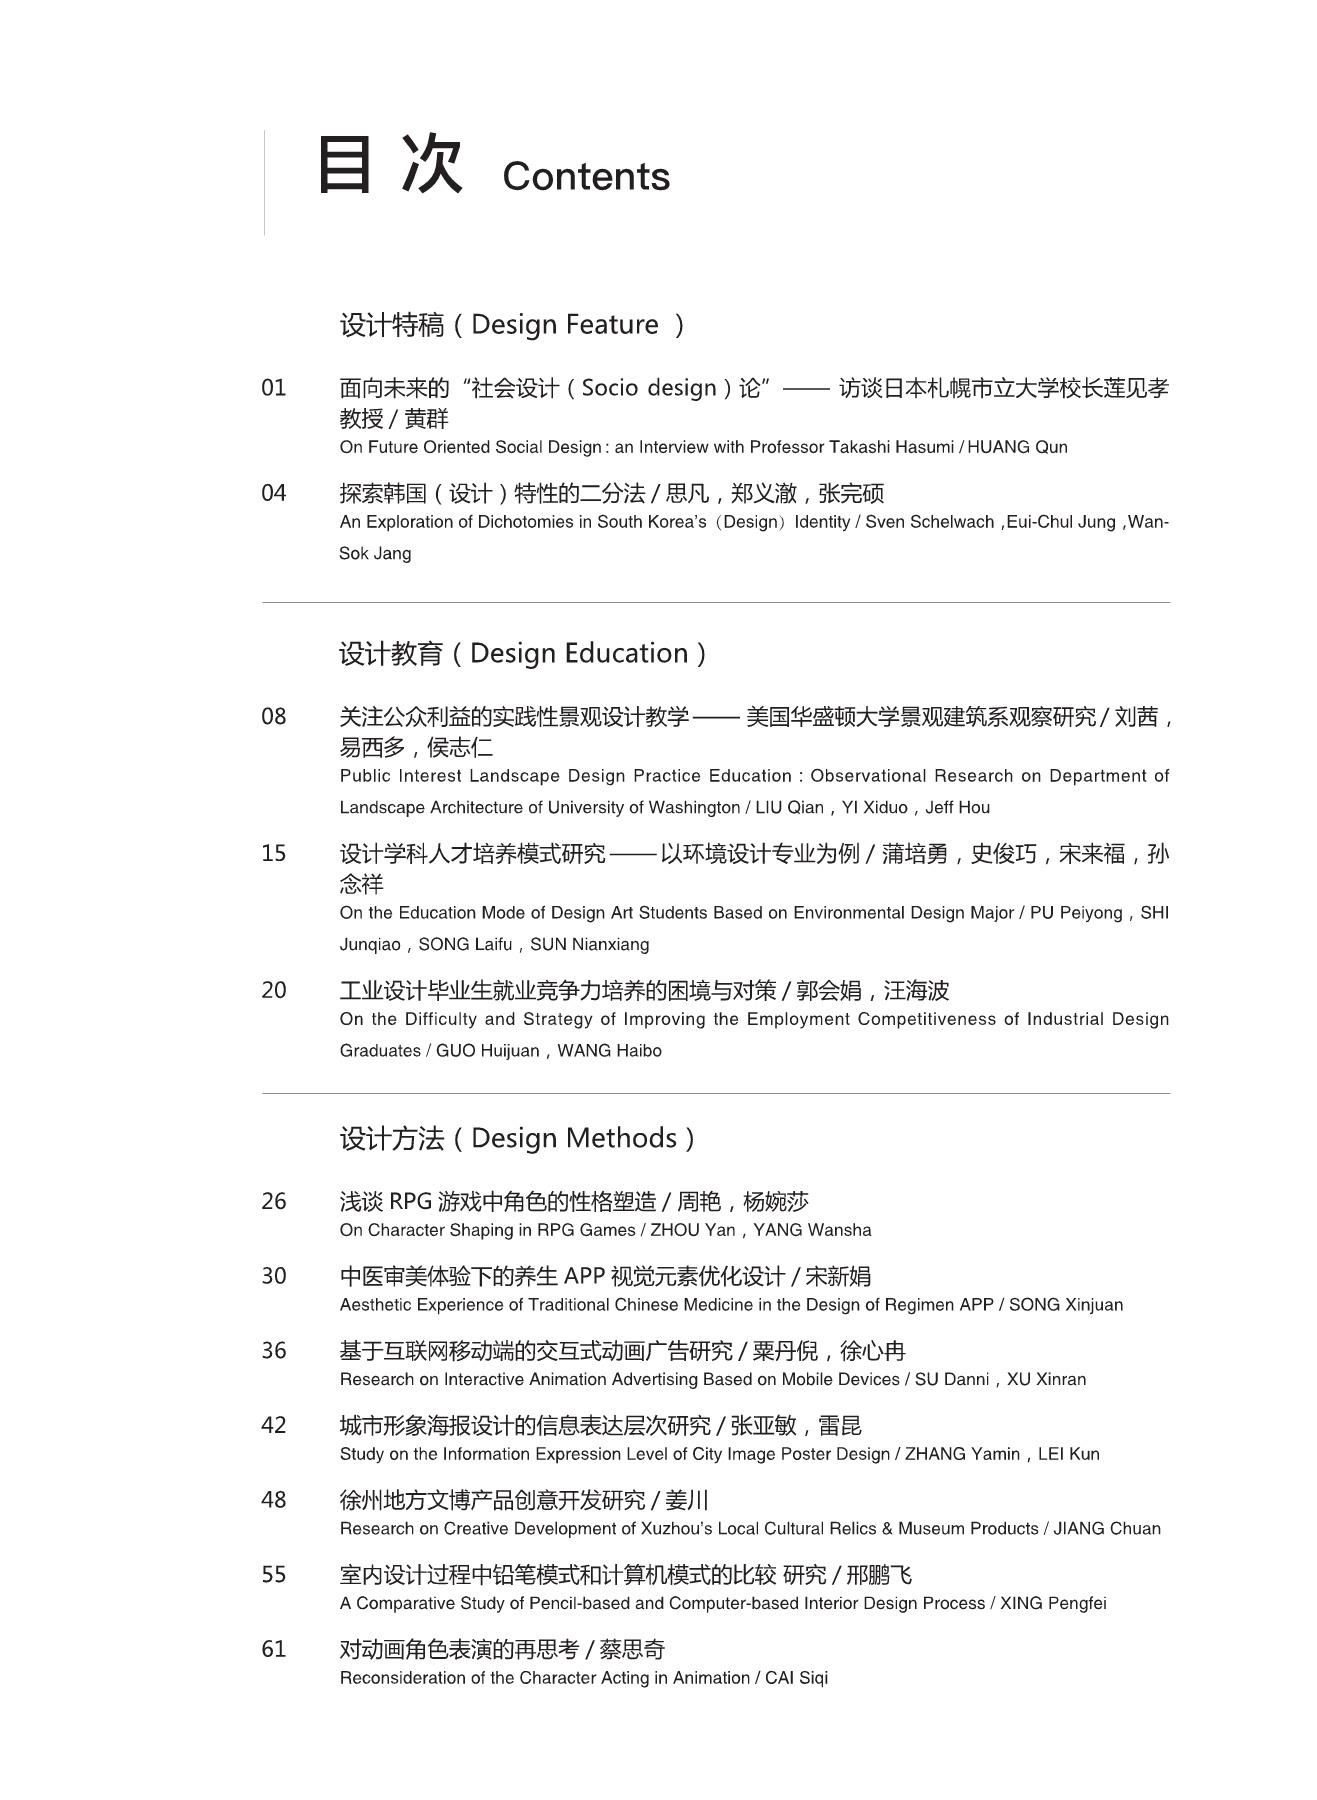 目次 Contents
设计特稿（Design Feature ）
01 面向未来的“社会设计（Socio design）论”—— 访谈日本札幌市立大学校长莲见孝
教授 / 黄群
On Future Oriented Social Design : an Interview with Professor Takashi Hasumi / HUANG Qun
04 探索韩国（设计）特性的二分法 / 思凡，郑义澈，张完硕
An Exploration of Dichotomies in South Korea’s（Design）Identity / Sven Schelwach ,Eui-Chul Jung ,Wan-
Sok Jang
设计教育（Design Education）
08 关注公众利益的实践性景观设计教学—— 美国华盛顿大学景观建筑系观察研究 / 刘茜，
易西多，侯志仁
Public Interest Landscape Design Practice Education : Observational Research on Department of
Landscape Architecture of University of Washington / LIU Qian , YI Xiduo , Jeff Hou
15 设计学科人才培养模式研究——以环境设计专业为例 / 蒲培勇，史俊巧，宋来福，孙
念祥
On the Education Mode of Design Art Students Based on Environmental Design Major / PU Peiyong , SHI
Junqiao , SONG Laifu , SUN Nianxiang
20 工业设计毕业生就业竞争力培养的困境与对策 / 郭会娟，汪海波
On the Difficulty and Strategy of Improving the Employment Competitiveness of Industrial Design
Graduates / GUO Huijuan , WANG Haibo
设计方法（Design Methods）
26 浅谈 RPG 游戏中角色的性格塑造 / 周艳，杨婉莎
On Character Shaping in RPG Games / ZHOU Yan , YANG Wansha
30 中医审美体验下的养生 APP 视觉元素优化设计 / 宋新娟
Aesthetic Experience of Traditional Chinese Medicine in the Design of Regimen APP / SONG Xinjuan
36 基于互联网移动端的交互式动画广告研究 / 粟丹倪，徐心冉
Research on Interactive Animation Advertising Based on Mobile Devices / SU Danni , XU Xinran
42 城市形象海报设计的信息表达层次研究 / 张亚敏，雷昆
Study on the Information Expression Level of City Image Poster Design / ZHANG Yamin , LEI Kun
48 徐州地方文博产品创意开发研究 / 姜川
Research on Creative Development of Xuzhou’s Local Cultural Relics & Museum Products / JIANG Chuan
55 室内设计过程中铅笔模式和计算机模式的比较 研究 / 邢鹏飞
A Comparative Study of Pencil-based and Computer-based Interior Design Process / XING Pengfei
61 对动画角色表演的再思考 / 蔡思奇
Reconsideration of the Character Acting in Animation / CAI Siqi